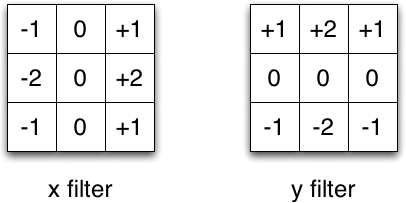 -1 0 +1 +1 +2 +1
-2 0 +2 0 0 0
-1 0 +1 -1 -2 -1
x filter y filter